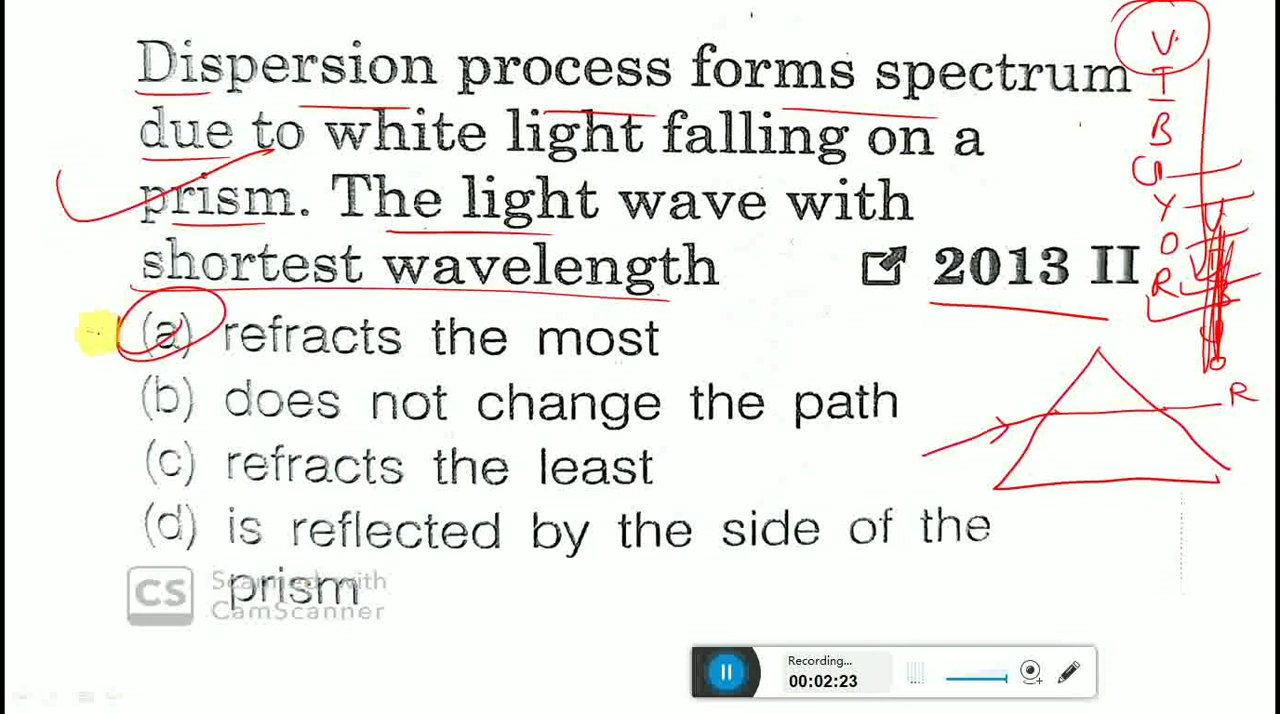 Dispersion process forms spectrum
due to white light falling on a
prism. The light wave with
shortest wavelength 2013 II
(a) refracts the most
(b) does not change the path
(c) refracts the least
(d) is reflected by the side of the
prism
CS Scanned with
CamScanner
V
I
B
G
Y
O
R
R
Recording...
00:02:23